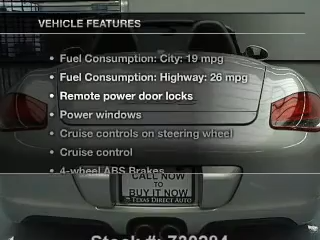 VEHICLE FEATURES
• Fuel Consumption: City: 19 mpg
• Fuel Consumption: Highway: 26 mpg
• Remote power door locks
• Power windows
• Cruise controls on steering wheel
• Cruise control
• 4-wheel ABS Brakes
CALL NOW
TO
BUY IT NOW
TEXAS DIRECT AUTO
Stock #: